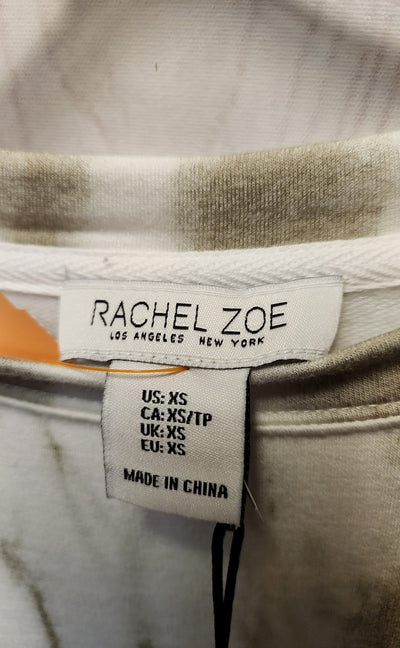 RACHEL ZOE
LOS ANGELES NEW YORK
US: XS
CA: XS/TP
UK: XS
EU: XS
MADE IN CHINA